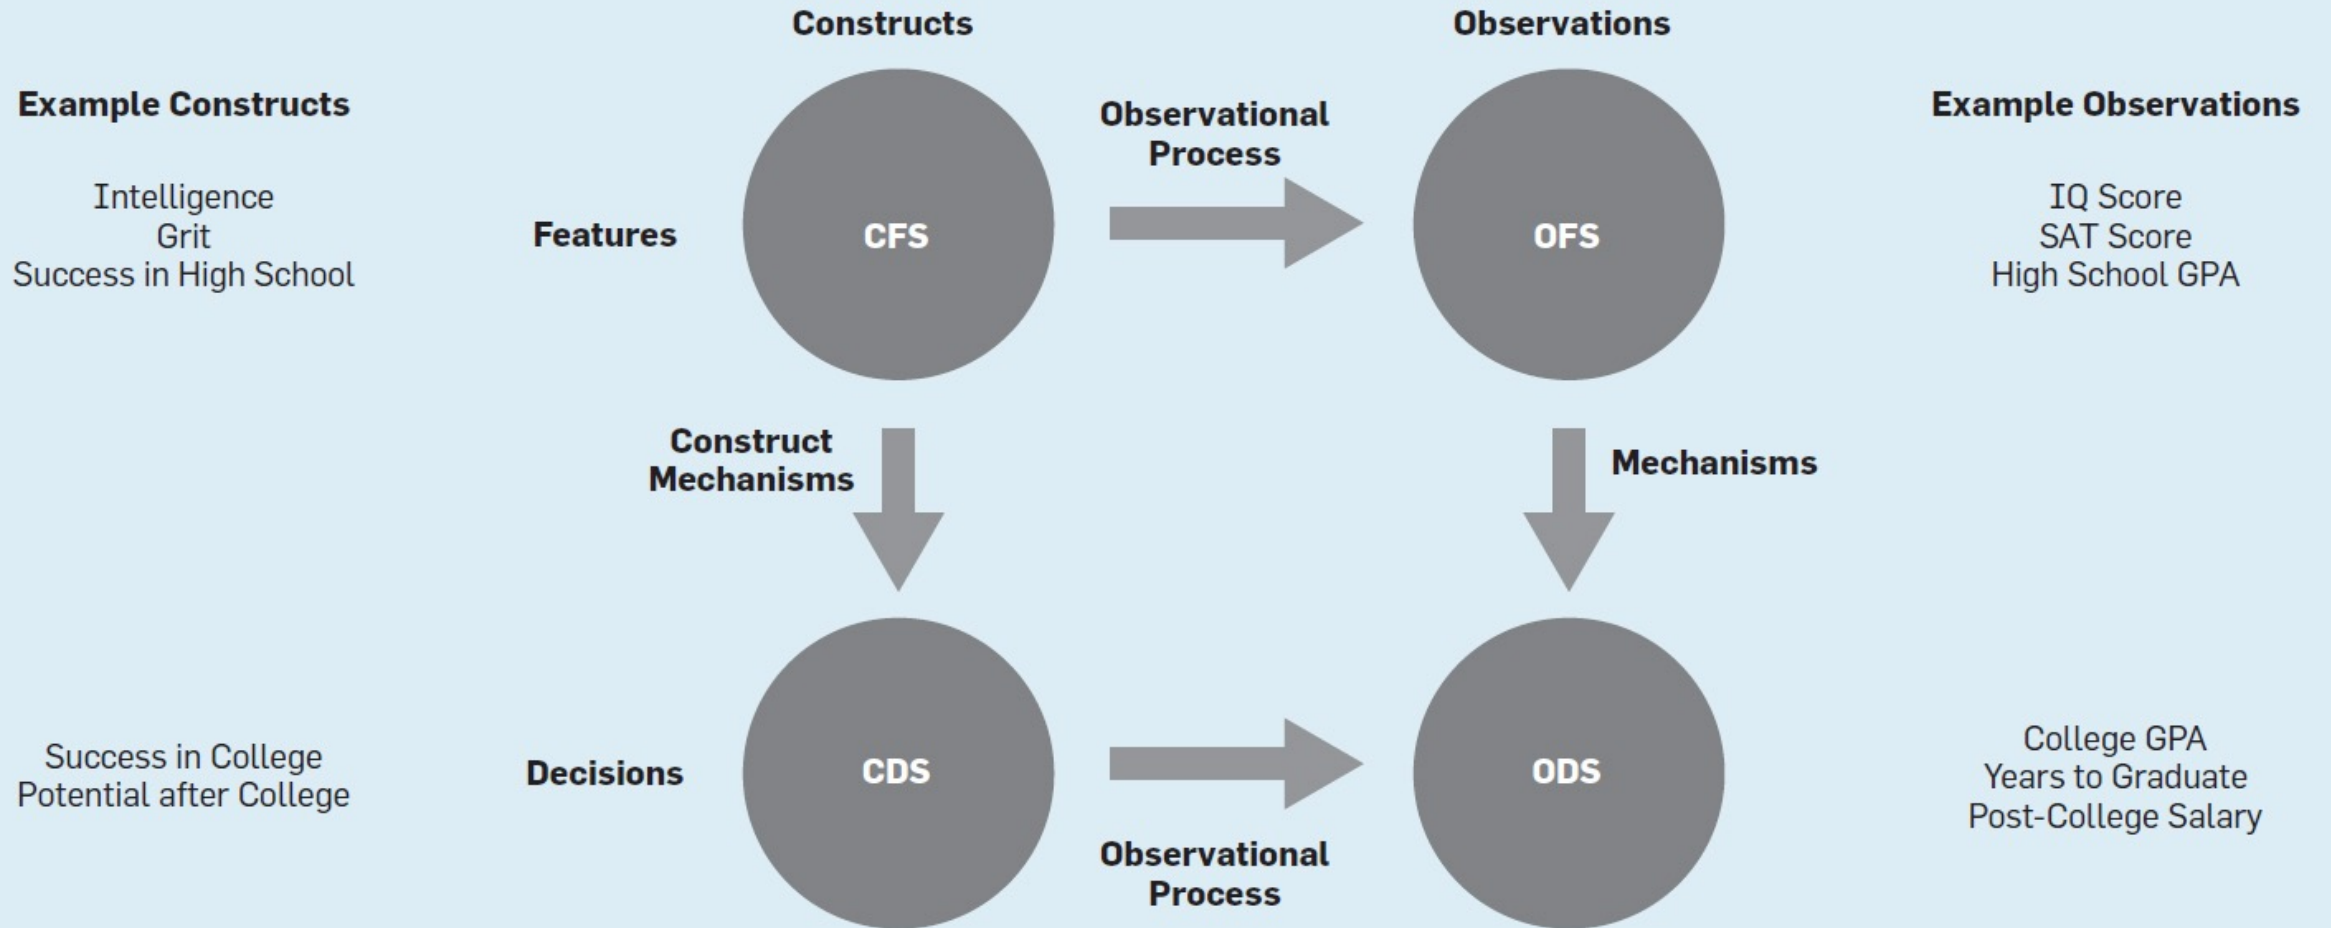 Constructs
Observations
Example Constructs
Observational
Process
Example Observations
Intelligence
Grit
Success in High School
Features
CFS
OFS
IQ Score
SAT Score
High School GPA
Construct
Mechanisms
Mechanisms
Success in College
Potential after College
Decisions
CDS
ODS
College GPA
Years to Graduate
Post-College Salary
Observational
Process